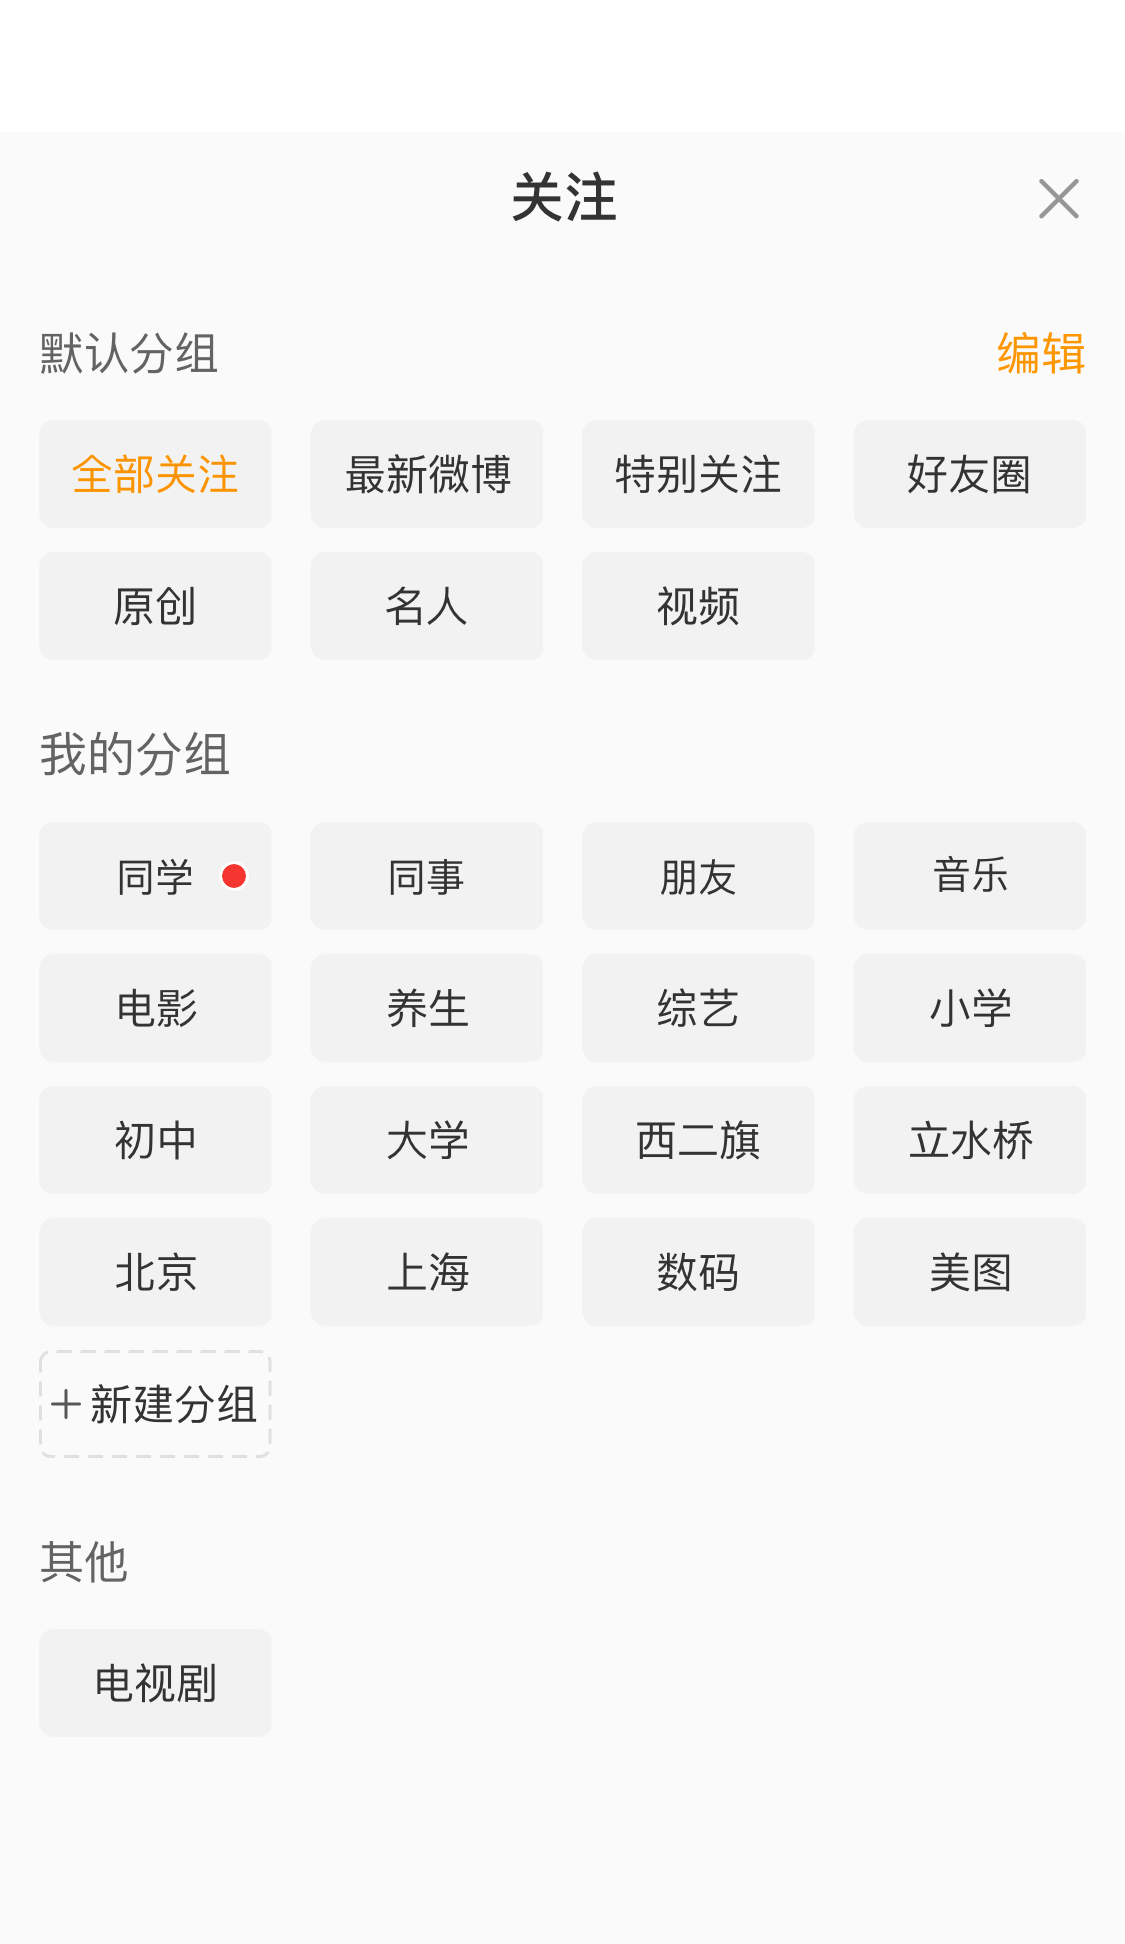 关注
默认分组 编辑
全部关注 最新微博 特别关注 好友圈
原创 名人 视频
我的分组
同学 同事 朋友 音乐
电影 养生 综艺 小学
初中 大学 西二旗 立水桥
北京 上海 数码 美图
+ 新建分组
其他
电视剧